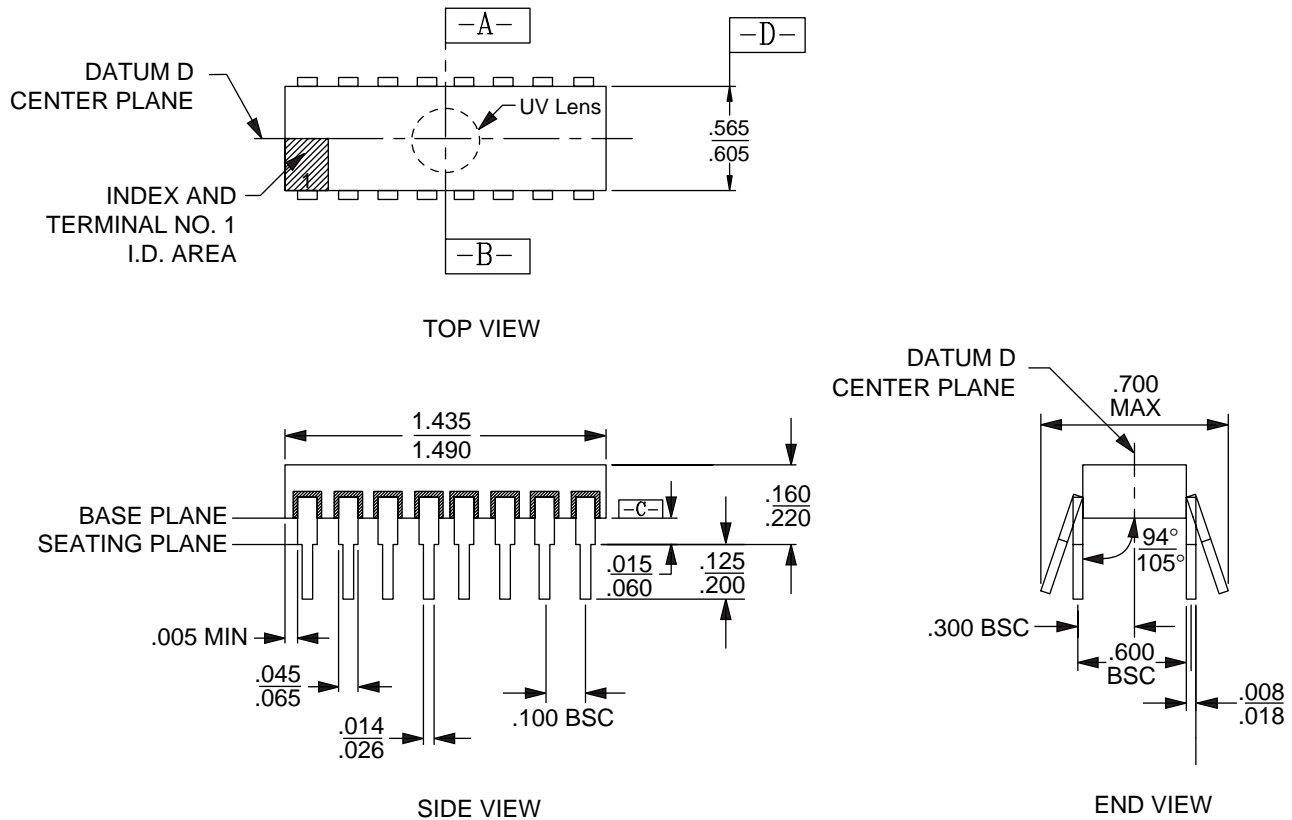 -A-
-D-
DATUM D
CENTER PLANE
UV Lens
.565
.605
1
INDEX AND
TERMINAL NO. 1
I.D. AREA
-B-
TOP VIEW
DATUM D
CENTER PLANE
.700
MAX
1.435
1.490
.160
.220
-C-
BASE PLANE
SEATING PLANE
.015
.060
.125
.200
94°
105°
.005 MIN
.300 BSC
.600
BSC
.045
.065
.100 BSC
.014
.026
.008
.018
SIDE VIEW
END VIEW